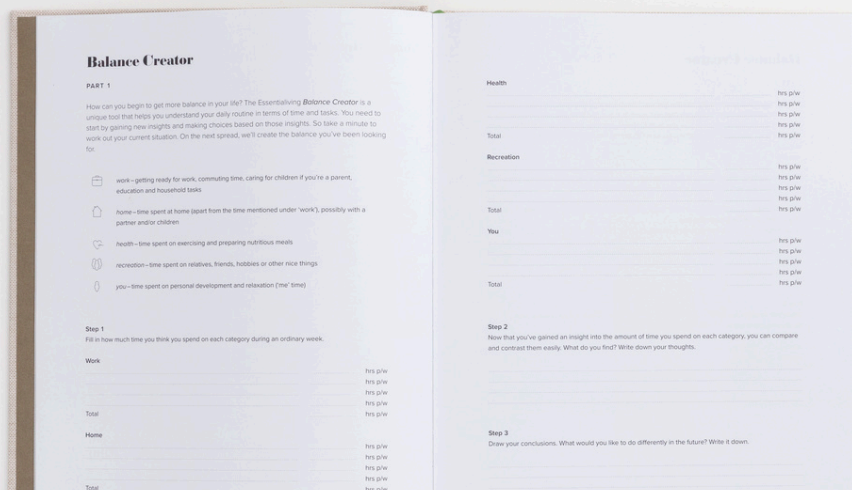 Balance Creator
PART 1
How can you begin to get more balance in your life? The Essentialiving Balance Creator is a
unique tool that helps you understand your daily routine in terms of time and tasks. You need to
start by gaining new insights and making choices based on those insights. So take a minute to
work out your current situation. On the next spread, we'll create the balance you've been looking
for.
work – getting ready for work, commuting time, caring for children if you're a parent,
education and household tasks
home – time spent at home (apart from the time mentioned under 'work'), possibly with a
partner and/or children
health – time spent on exercising and preparing nutritious meals
recreation – time spent on relatives, friends, hobbies or other nice things
you – time spent on personal development and relaxation ('me' time)
Step 1
Fill in how much time you think you spend on each category during an ordinary week.
Work
hrs p/w
hrs p/w
hrs p/w
hrs p/w
Total hrs p/w
Home
hrs p/w
hrs p/w
hrs p/w
hrs p/w
Total hrs p/w
Health
hrs p/w
hrs p/w
hrs p/w
hrs p/w
Total hrs p/w
Recreation
hrs p/w
hrs p/w
hrs p/w
hrs p/w
Total hrs p/w
You
hrs p/w
hrs p/w
hrs p/w
hrs p/w
Total hrs p/w
Step 2
Now that you've gained an insight into the amount of time you spend on each category, you can compare
and contrast them easily. What do you find? Write down your thoughts.
Step 3
Draw your conclusions. What would you like to do differently in the future? Write it down.